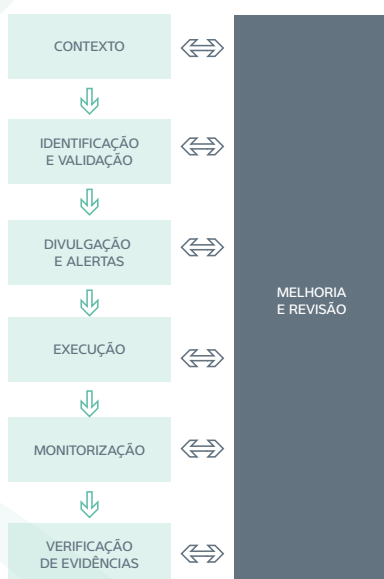 CONTEXTO
IDENTIFICAÇÃO
E VALIDAÇÃO
DIVULGAÇÃO
E ALERTAS
MELHORIA
E REVISÃO
EXECUÇÃO
MONITORIZAÇÃO
VERIFICAÇÃO
DE EVIDÊNCIAS